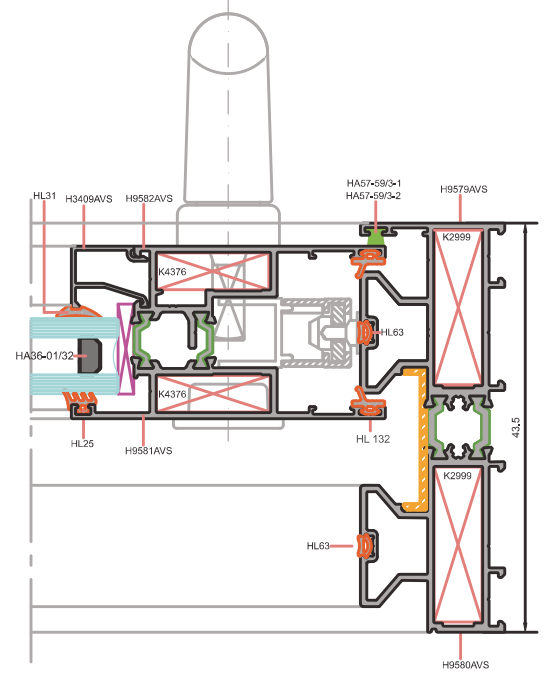 HA57-59/3-1
HA57-59/3-2
H9579AVS
HL31
H3409AVS
H9582AVS
K2999
K4376
HL63
HA36-01/32
K4376
HL25
H9581AVS
HL 132
43.5
K2999
HL63
H9580AVS